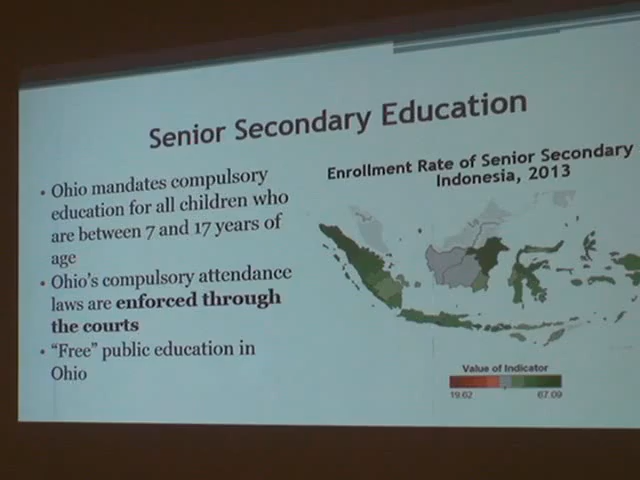 Senior Secondary Education
• Ohio mandates compulsory
education for all children who
are between 7 and 17 years of
age
• Ohio's compulsory attendance
laws are enforced through
the courts
• "Free" public education in
Ohio
Enrollment Rate of Senior Secondary
Indonesia, 2013
Value of Indicator
19.02 67.09